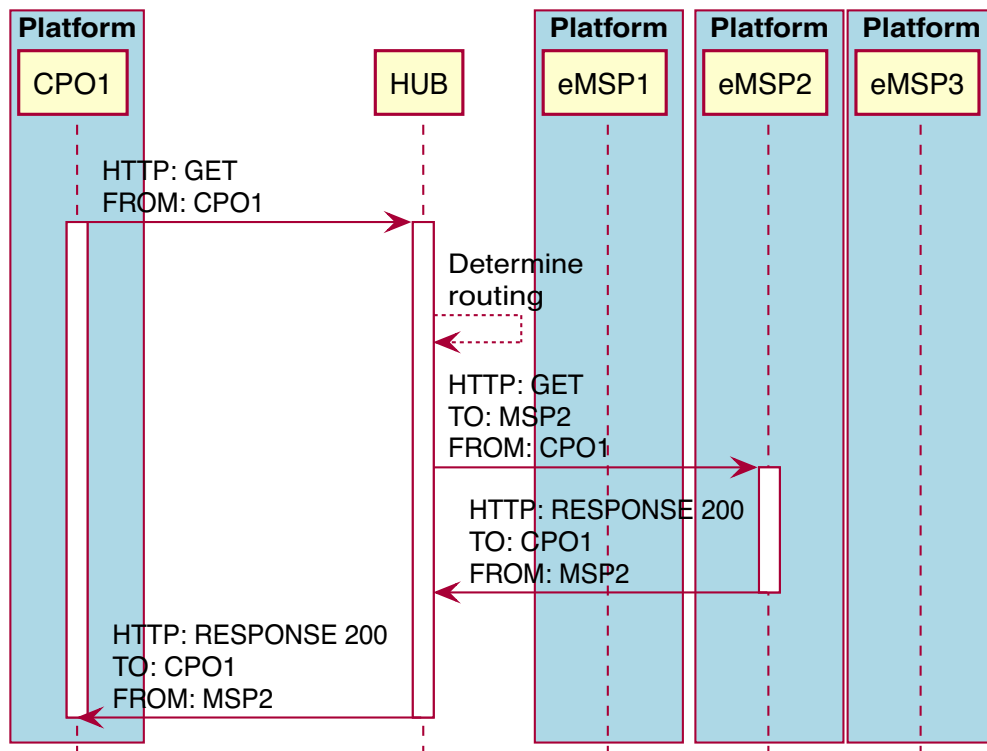 Platform
Platform
Platform
Platform
CPO1
HUB
eMSP1
eMSP2
eMSP3
HTTP: GET
FROM: CPO1
Determine
routing
HTTP: GET
TO: MSP2
FROM: CPO1
HTTP: RESPONSE 200
TO: CPO1
FROM: MSP2
HTTP: RESPONSE 200
TO: CPO1
FROM: MSP2